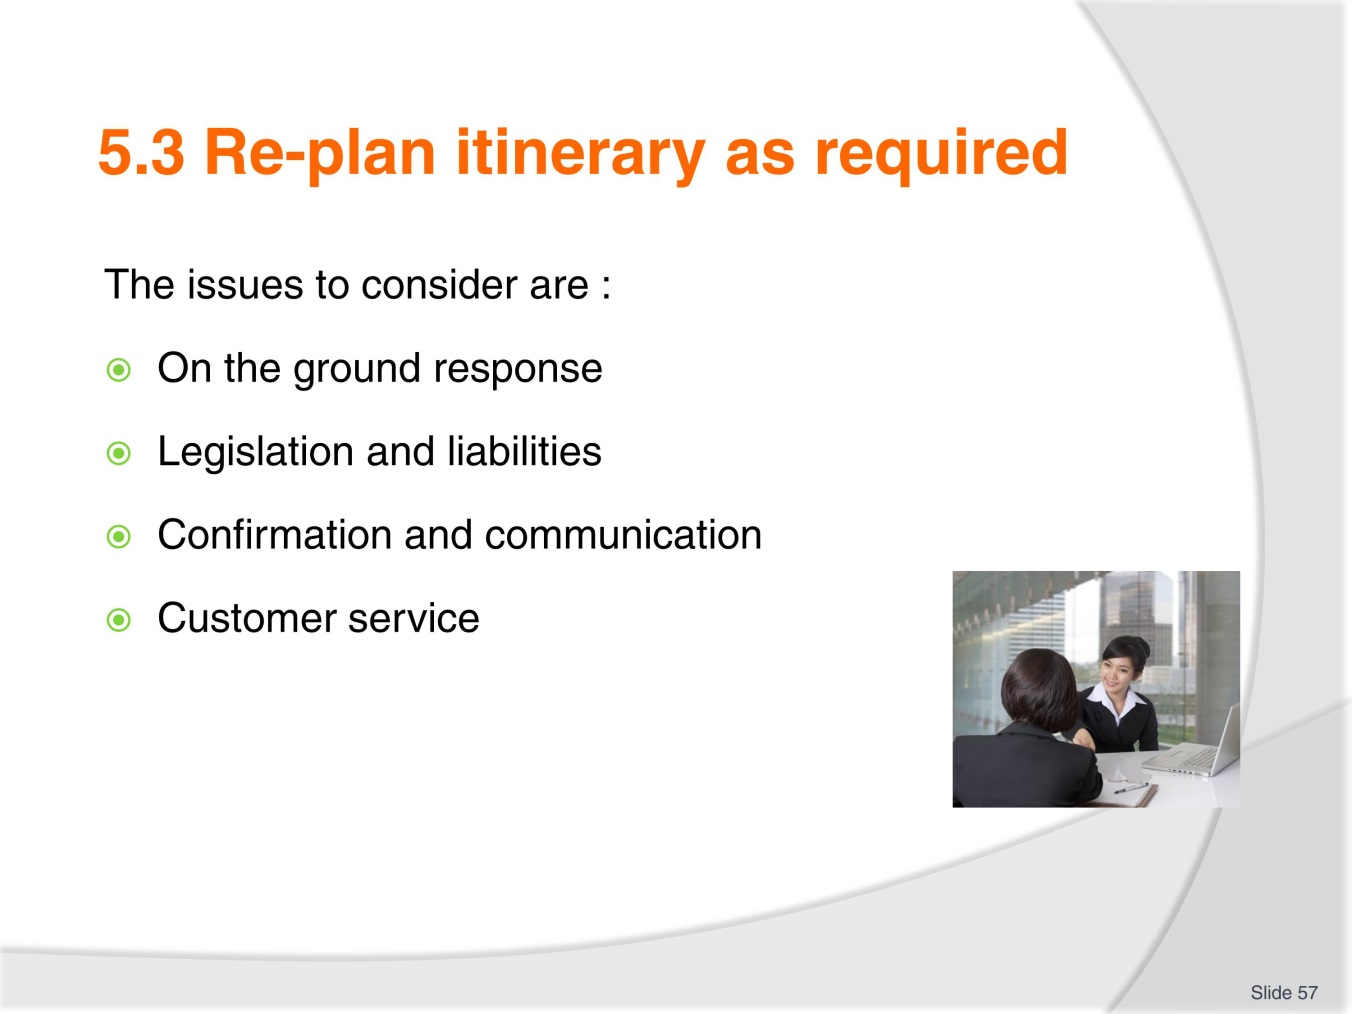 5.3 Re-plan itinerary as required
The issues to consider are :
On the ground response
Legislation and liabilities
Confirmation and communication
Customer service
Slide 57